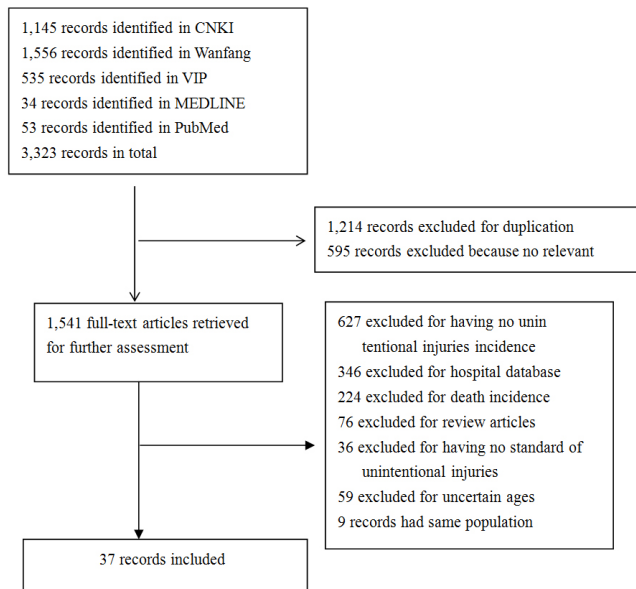 1,145 records identified in CNKI
1,556 records identified in Wanfang
535 records identified in VIP
34 records identified in MEDLINE
53 records identified in PubMed
3,323 records in total
1,214 records excluded for duplication
595 records excluded because no relevant
1,541 full-text articles retrieved
for further assessment
627 excluded for having no unin
tentional injuries incidence
346 excluded for hospital database
224 excluded for death incidence
76 excluded for review articles
36 excluded for having no standard of
unintentional injuries
59 excluded for uncertain ages
9 records had same population
37 records included